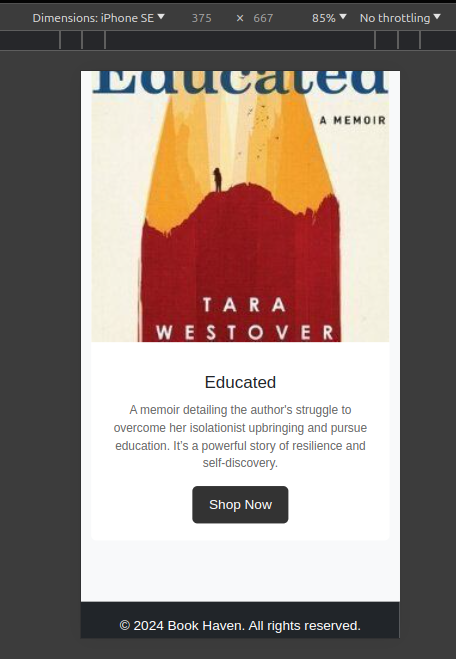 Dimensions: iPhone SE 375 × 667 85% No throttling
Educated
A MEMOIR
TARA
WESTOVER
Educated
A memoir detailing the author's struggle to
overcome her isolationist upbringing and pursue
education. It's a powerful story of resilience and
self-discovery.
Shop Now
© 2024 Book Haven. All rights reserved.